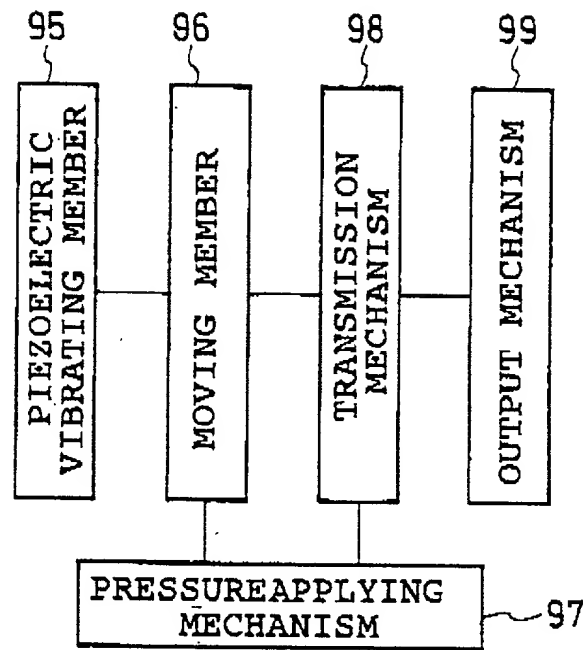 95
96
98
99
PIEZOELECTRIC
VIBRATING MEMBER
MOVING MEMBER
TRANSMISSION
MECHANISM
OUTPUT MECHANISM
PRESSUREAPPLYING
MECHANISM
97